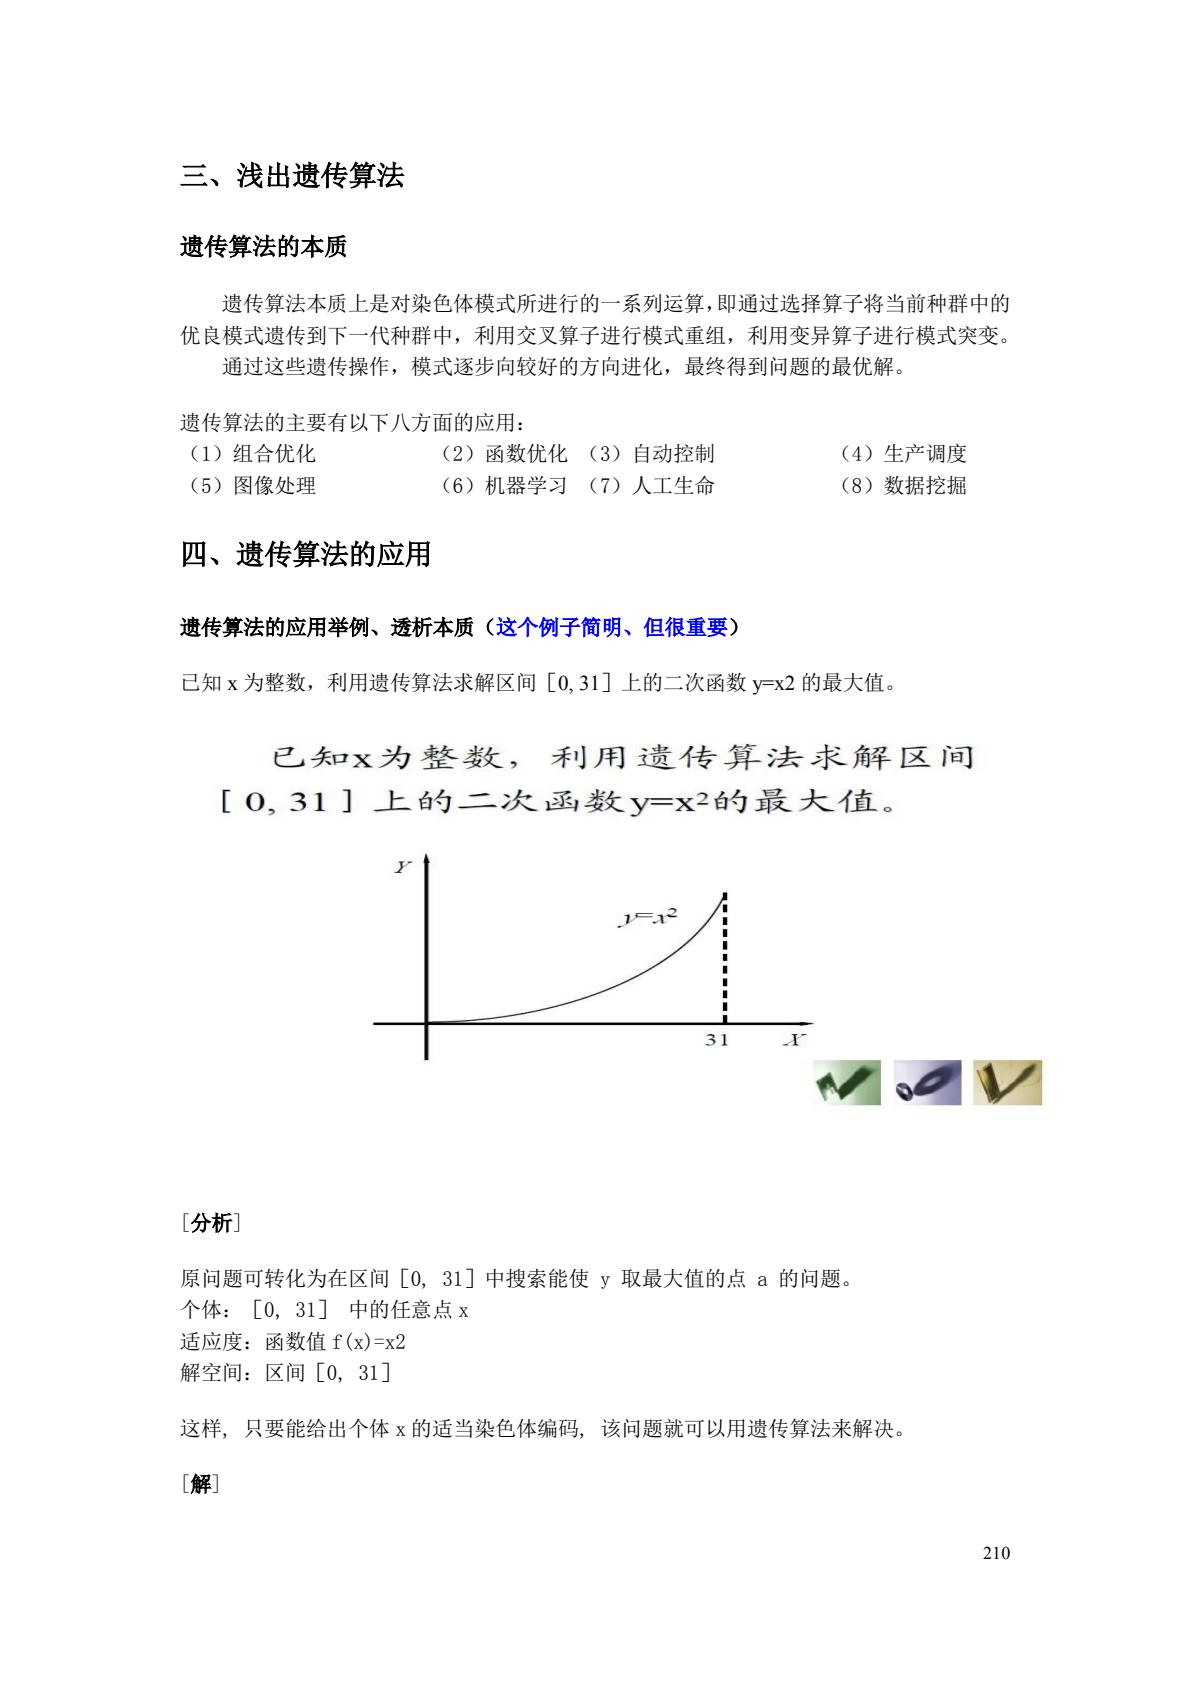 三、浅出遗传算法
遗传算法的本质
遗传算法本质上是对染色体模式所进行的一系列运算，即通过选择算子将当前种群中的
优良模式遗传到下一代种群中，利用交叉算子进行模式重组，利用变异算子进行模式突变。
通过这些遗传操作，模式逐步向较好的方向进化，最终得到问题的最优解。
遗传算法的主要有以下八方面的应用：
（1）组合优化 （2）函数优化 （3）自动控制 （4）生产调度
（5）图像处理 （6）机器学习 （7）人工生命 （8）数据挖掘
四、遗传算法的应用
遗传算法的应用举例、透析本质（这个例子简明、但很重要）
已知 x 为整数，利用遗传算法求解区间［0, 31］上的二次函数 y=x2 的最大值。
已知x为整数，利用遗传算法求解区间
［0, 31］上的二次函数y=x²的最大值。
Y
y=x²
31 X
[分析]
原问题可转化为在区间［0, 31］中搜索能使 y 取最大值的点 a 的问题。
个体：［0, 31］ 中的任意点 x
适应度：函数值 f(x)=x2
解空间：区间［0, 31］
这样, 只要能给出个体 x 的适当染色体编码, 该问题就可以用遗传算法来解决。
[解]
210